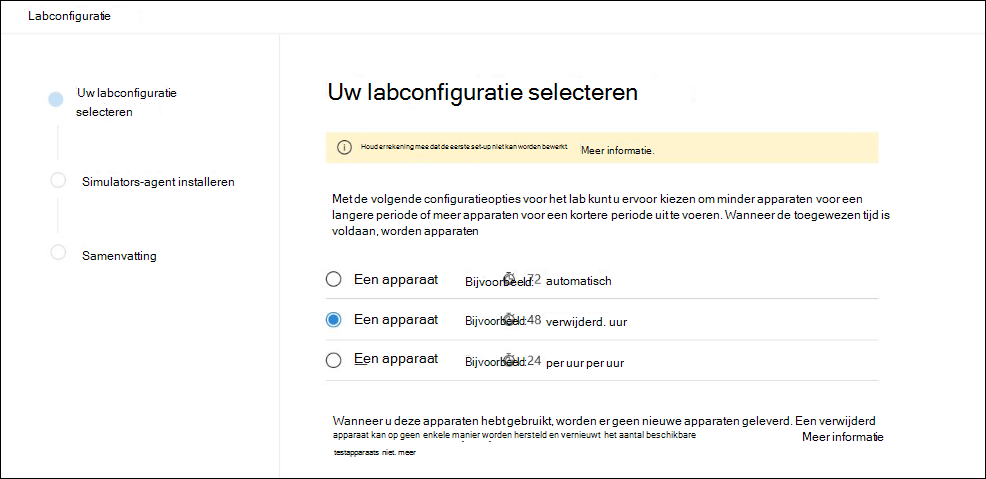 Labconfiguratie
Uw labconfiguratie
selecteren
Simulators-agent installeren
Samenvatting
Uw labconfiguratie selecteren
Houd er rekening mee dat de eerste set-up niet kan worden bewerkt. Meer informatie.
Met de volgende configuratieopties voor het lab kunt u ervoor kiezen om minder apparaten voor een
langere periode of meer apparaten voor een kortere periode uit te voeren. Wanneer de toegewezen tijd is
voldaan, worden apparaten
Een apparaat Bijvoorbeeld: 72 automatisch
Een apparaat Bijvoorbeeld: 48 verwijderd. uur
Een apparaat Bijvoorbeeld: 24 per uur per uur
Wanneer u deze apparaten hebt gebruikt, worden er geen nieuwe apparaten geleverd. Een verwijderd
apparaat kan op geen enkele manier worden hersteld en vernieuwt het aantal beschikbare Meer informatie
testapparaats niet. meer